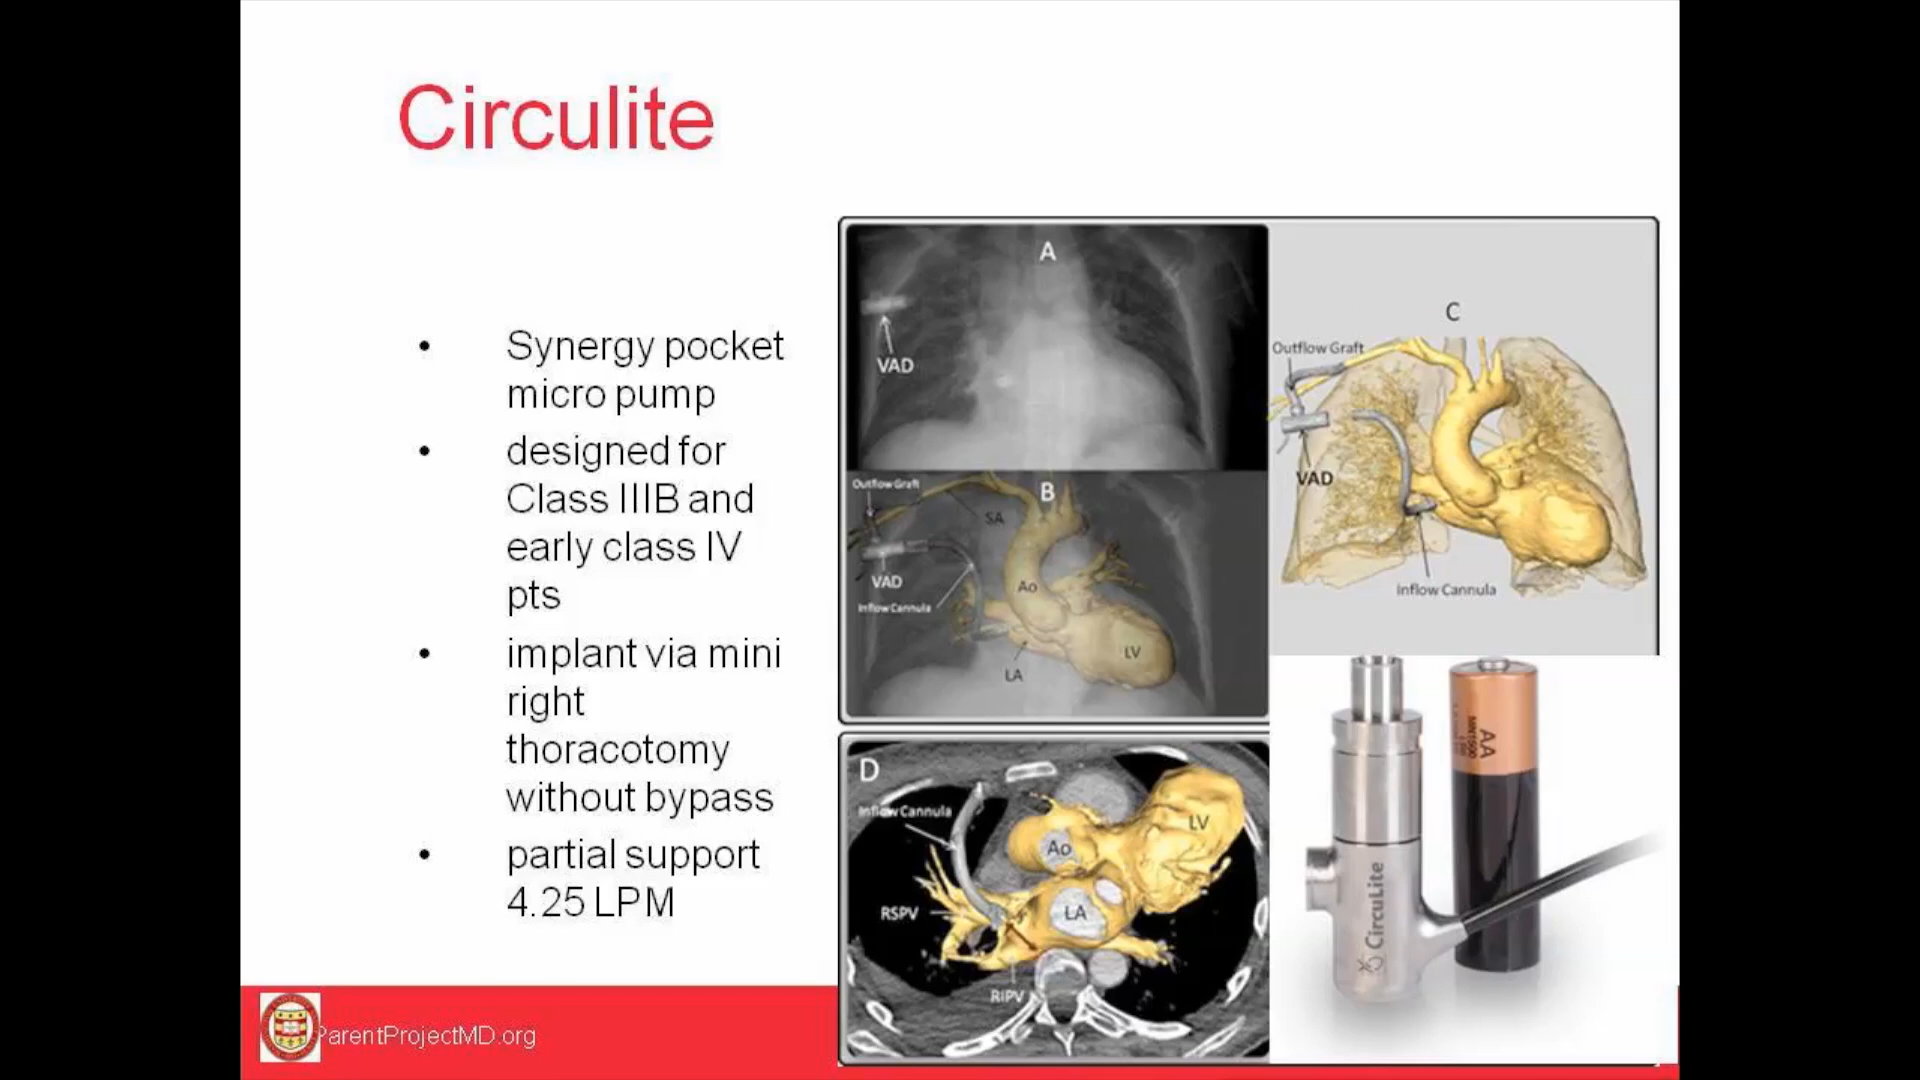 Circulite
• Synergy pocket
micro pump
• designed for
Class IIIB and
early class IV
pts
• implant via mini
right
thoracotomy
without bypass
• partial support
4.25 LPM
A
VAD
B
Outflow Graft
SA
VAD
Ao
Inflow Cannula
LV
LA
C
Outflow Graft
VAD
Inflow Cannula
D
Inflow Cannula
LV
Ao
RSPV
LA
RIPV
AA
MN1500
CircuLite
ParentProjectMD.org